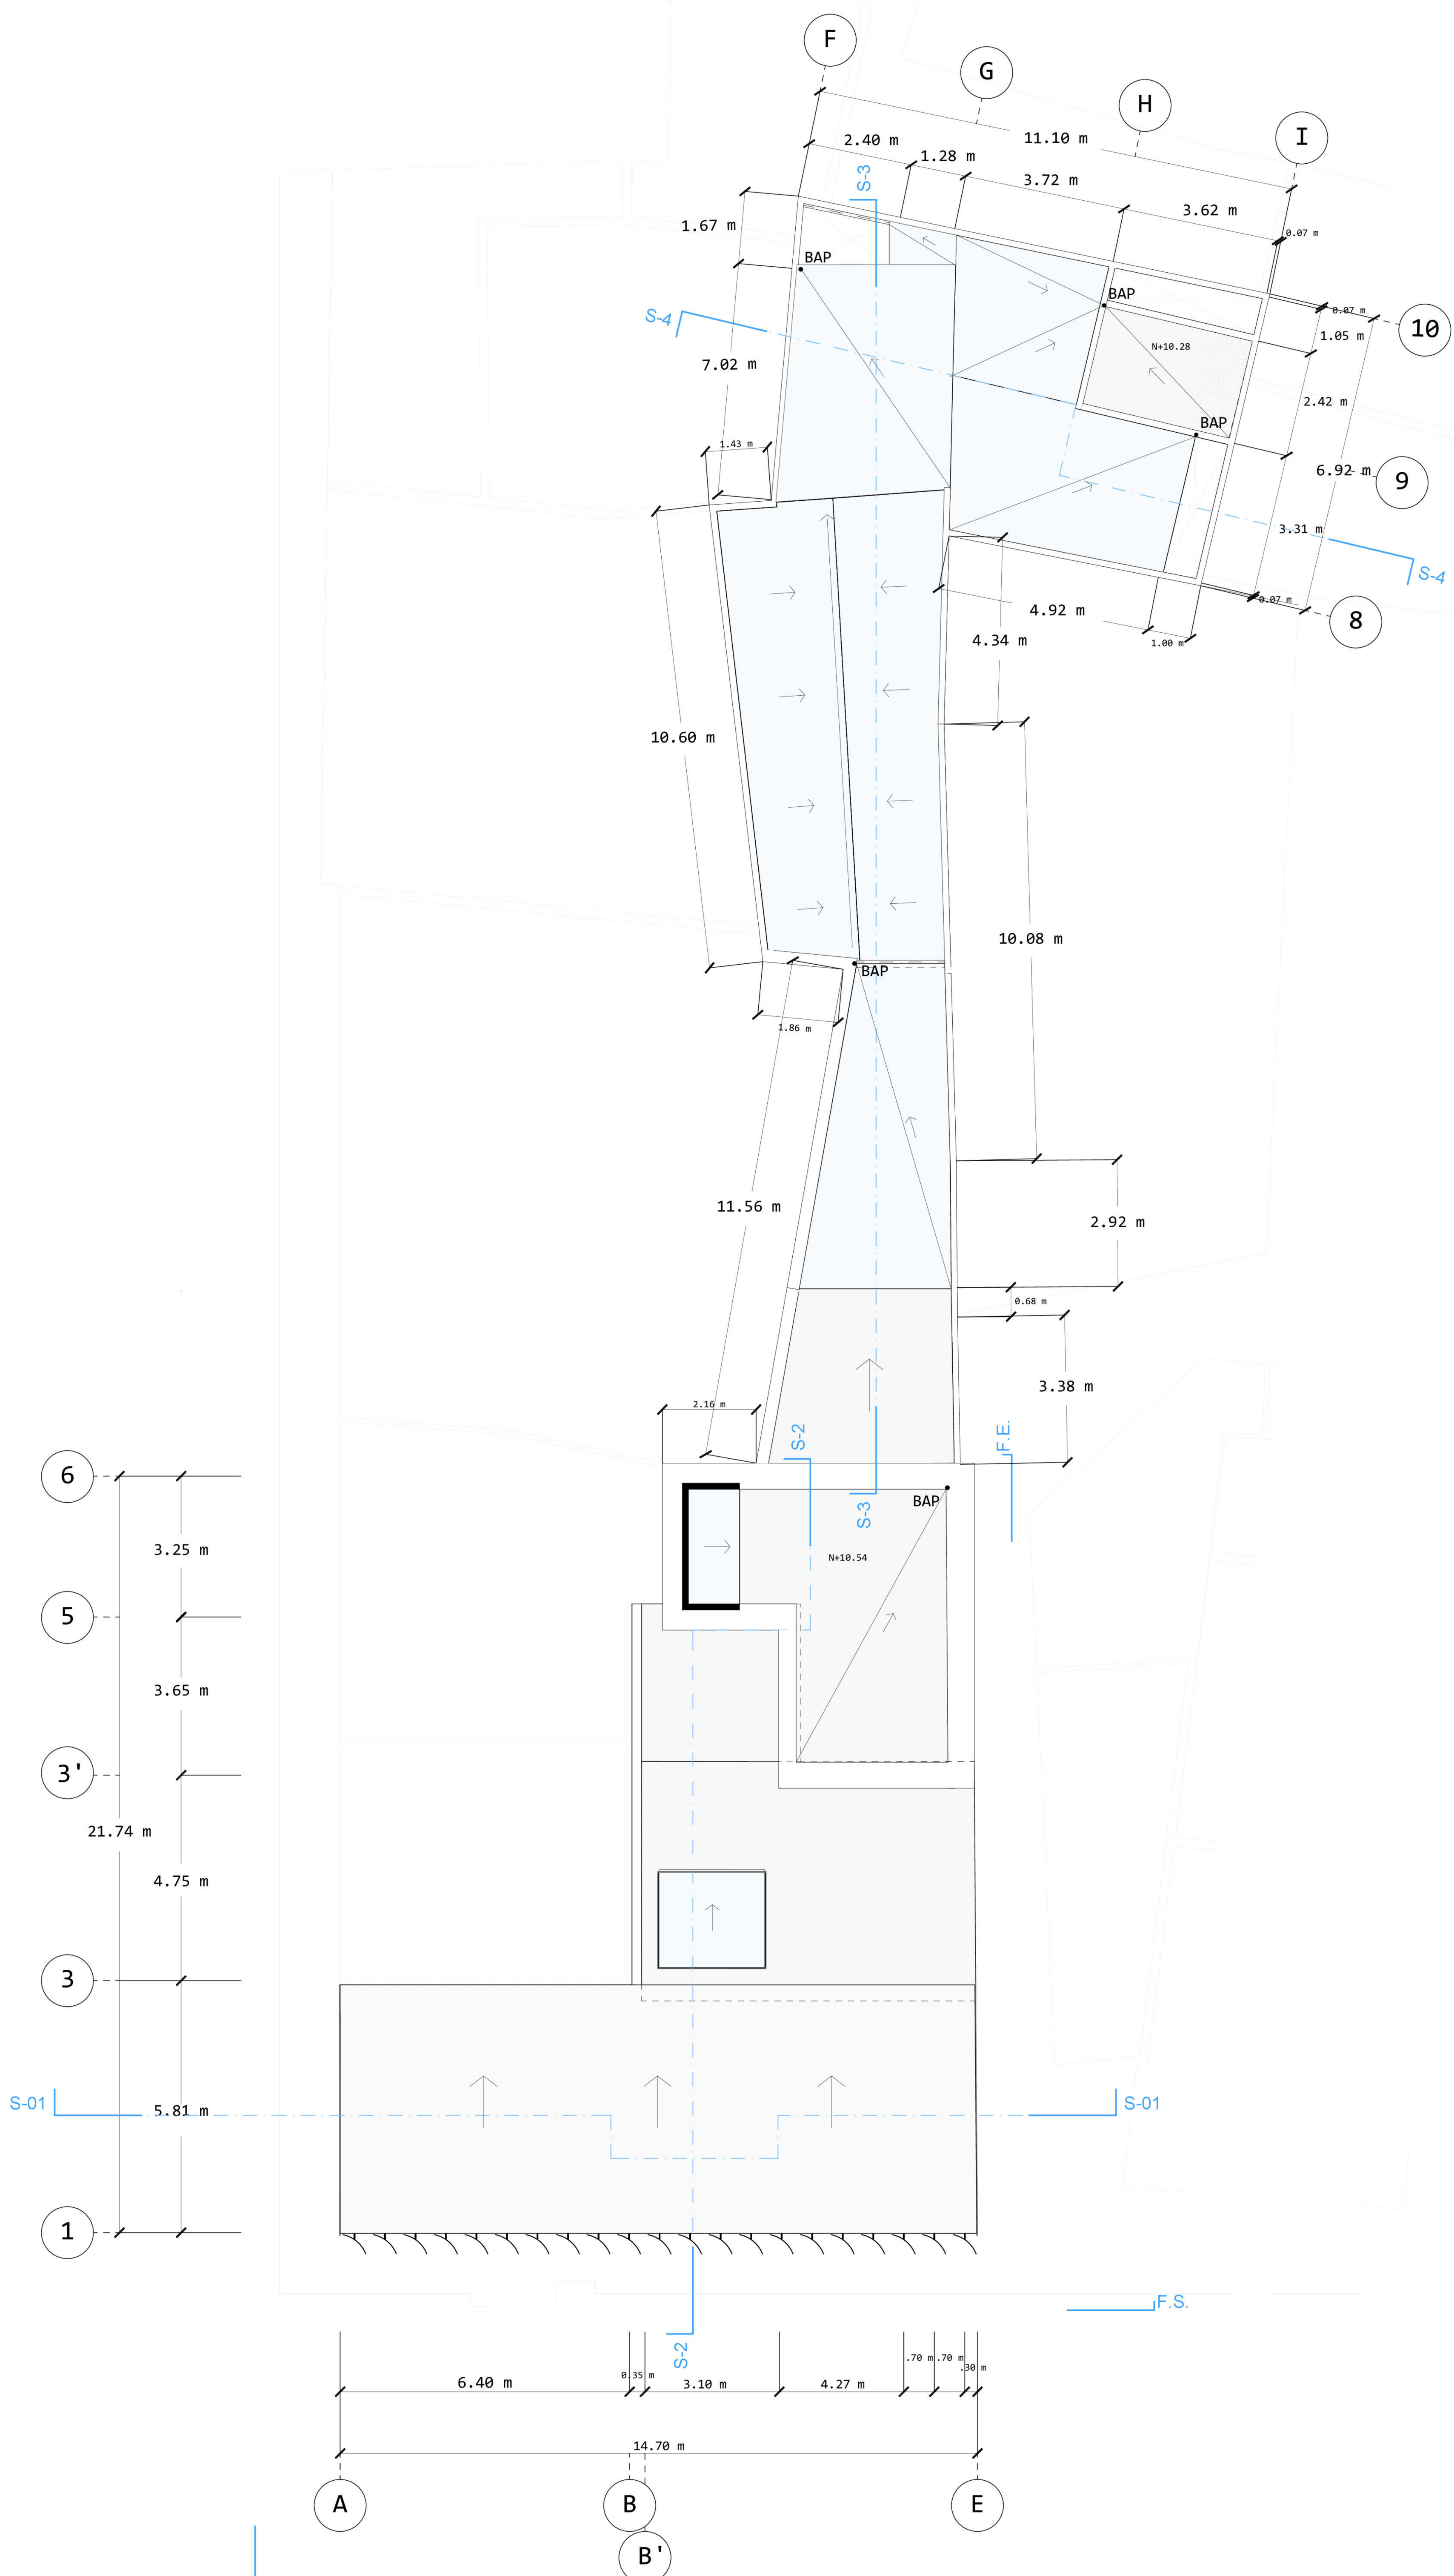 F
G
H
I
11.10 m
2.40 m
1.28 m
3.72 m
3.62 m
0.07 m
S-3
1.67 m
BAP
BAP
0.07 m
10
1.05 m
S-4
N+10.28
7.02 m
2.42 m
BAP
1.43 m
6.92 m
9
3.31 m
S-4
0.07 m
4.92 m
8
4.34 m
1.00 m
10.60 m
10.08 m
BAP
1.86 m
11.56 m
2.92 m
0.68 m
3.38 m
2.16 m
S-2
F.E.
6
BAP
S-3
3.25 m
N+10.54
5
3.65 m
3'
21.74 m
4.75 m
3
S-01
S-01
5.81 m
1
F.S.
S-2
.70 m
.70 m
.30 m
0.35 m
6.40 m
3.10 m
4.27 m
14.70 m
A
B
E
B'